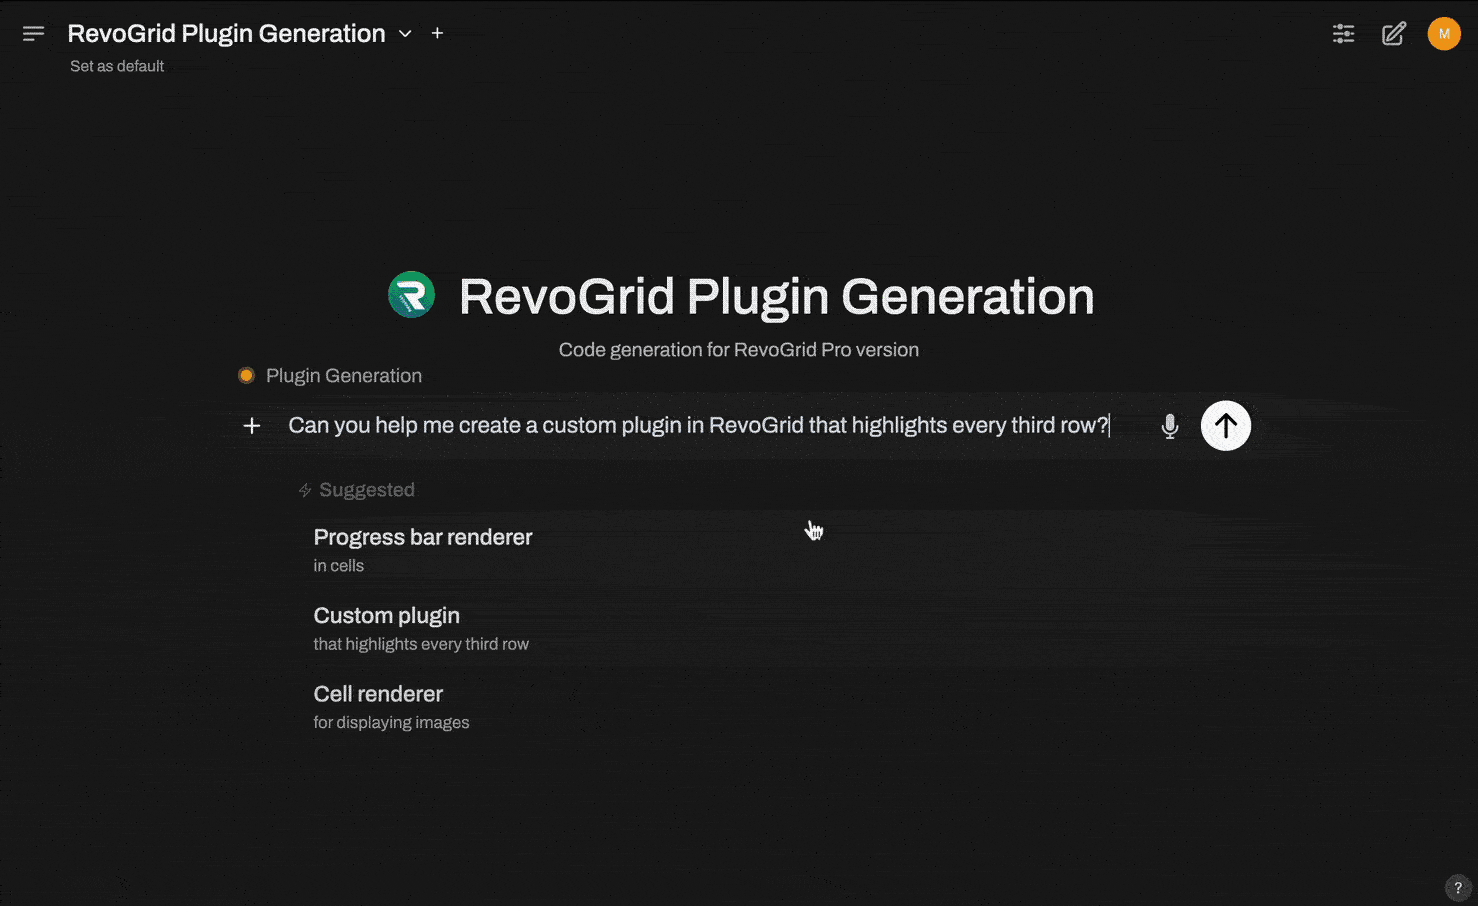 RevoGrid Plugin Generation
Set as default
M
RevoGrid Plugin Generation
Code generation for RevoGrid Pro version
Plugin Generation
Can you help me create a custom plugin in RevoGrid that highlights every third row?
Suggested
Progress bar renderer
in cells
Custom plugin
that highlights every third row
Cell renderer
for displaying images
?